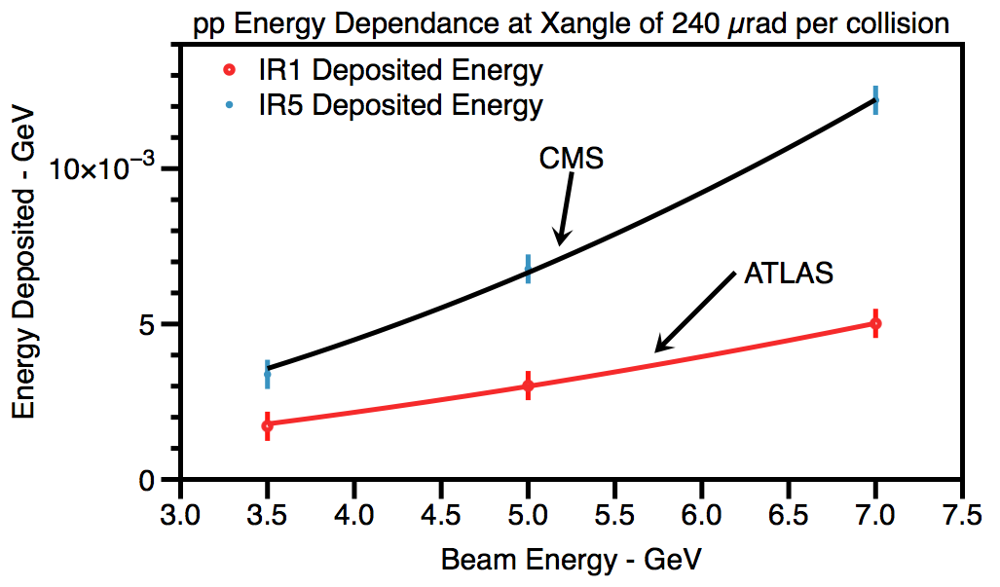 pp Energy Dependance at Xangle of 240 μrad per collision
IR1 Deposited Energy
IR5 Deposited Energy
Energy Deposited - GeV
10×10⁻³
5
0
CMS
ATLAS
3.0 3.5 4.0 4.5 5.0 5.5 6.0 6.5 7.0 7.5
Beam Energy - GeV